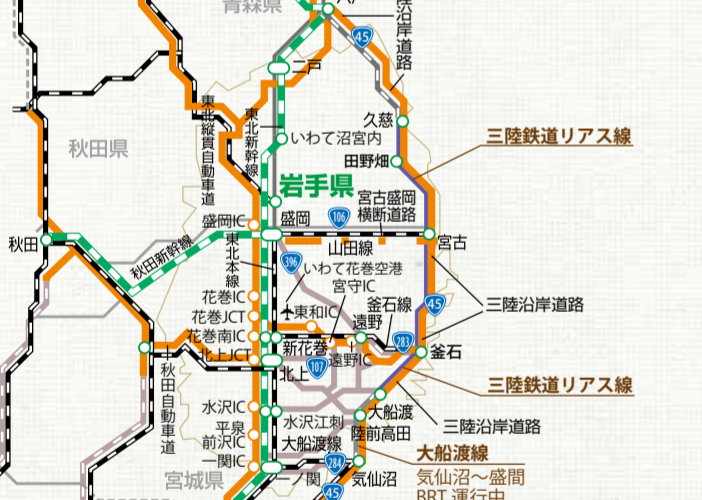 青森県
45
沿岸道路
二戸
東北縦貫自動車道
東北新幹線
久慈
いわて沼宮内
三陸鉄道リアス線
秋田県
田野畑
岩手県
宮古盛岡
横断道路
盛岡IC
盛岡
106
秋田
宮古
秋田新幹線
東北本線
山田線
396
いわて花巻空港
花巻IC
宮守IC
釜石線
45
三陸沿岸道路
花巻JCT
東和IC
遠野
花巻南IC
283
新花巻
遠野IC
釜石
北上JCT
107
北上
三陸鉄道リアス線
秋田自動車道
水沢IC
水沢江刺
大船渡
三陸沿岸道路
平泉
陸前高田
前沢IC
大船渡線
大船渡線
一関IC
284
気仙沼〜盛間
宮城県
一ノ関
気仙沼
BRT 運行中
45